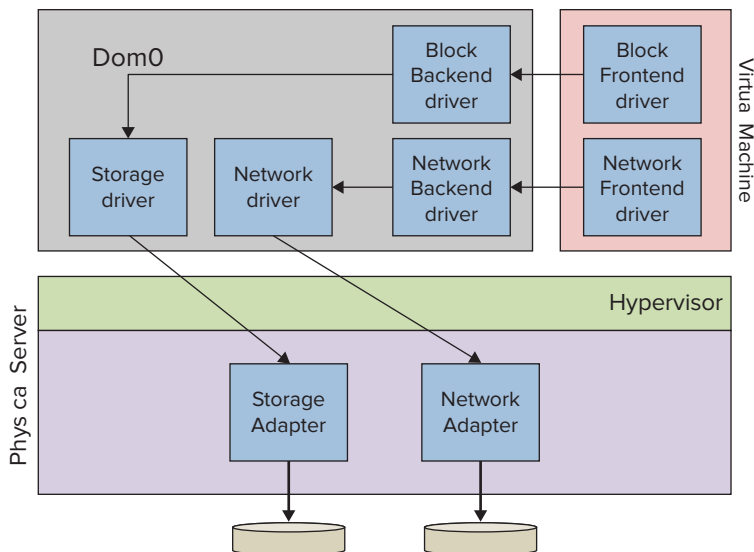 Dom0
Block
Backend
driver
Block
Frontend
driver
Virtua Machine
Storage
driver
Network
driver
Network
Backend
driver
Network
Frontend
driver
Hypervisor
Phys ca Server
Storage
Adapter
Network
Adapter